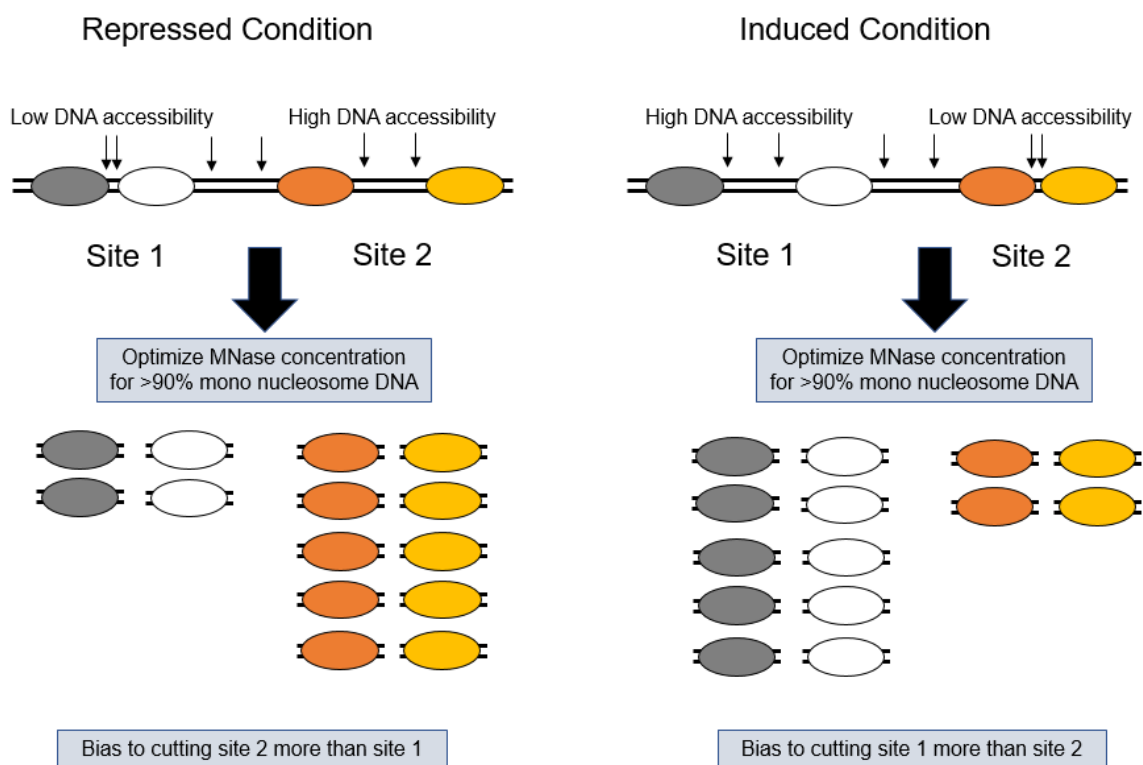 Repressed Condition
Induced Condition
Low DNA accessibility
High DNA accessibility
High DNA accessibility
Low DNA accessibility
Site 1
Site 2
Site 1
Site 2
Optimize MNase concentration
for >90% mono nucleosome DNA
Optimize MNase concentration
for >90% mono nucleosome DNA
Bias to cutting site 2 more than site 1
Bias to cutting site 1 more than site 2